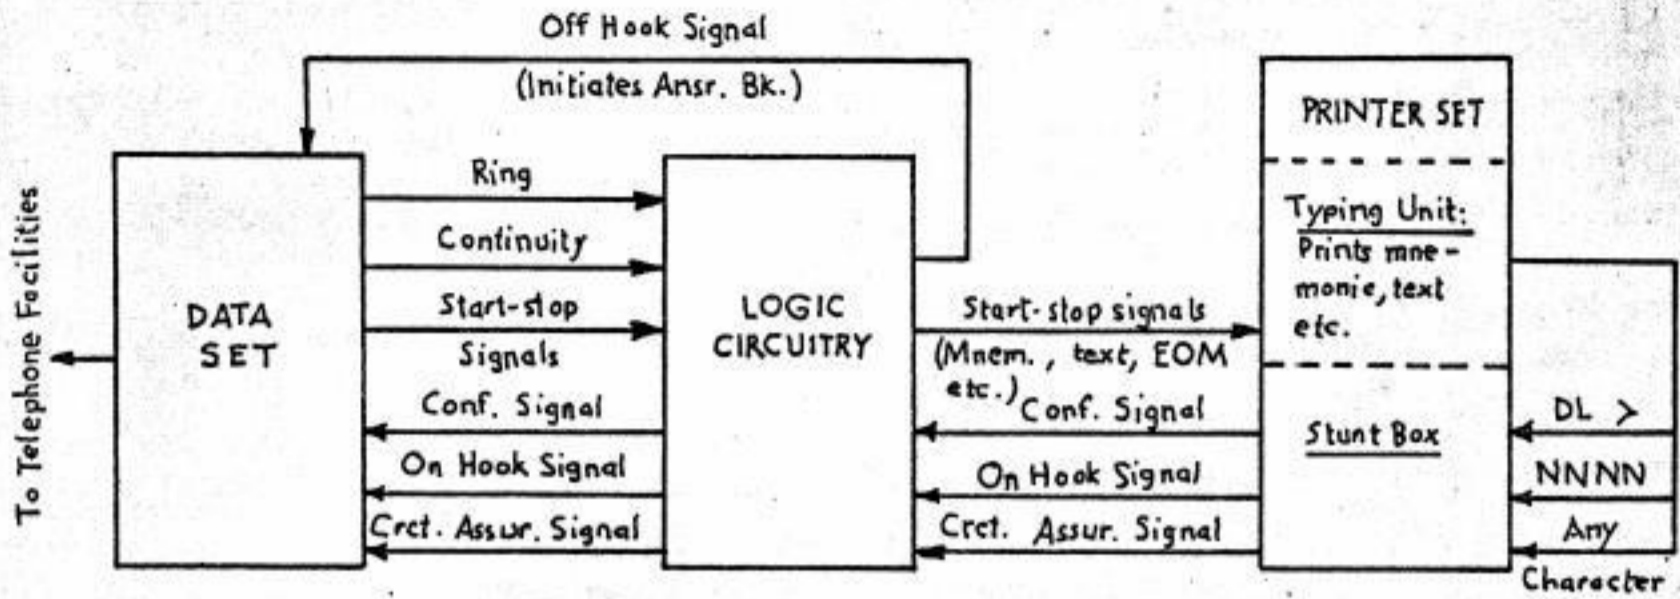 Off Hook Signal
(Initiates Ansr. Bk.)
To Telephone Facilities
DATA
SET
Ring
Continuity
Start-stop
Signals
Conf. Signal
On Hook Signal
Crct. Assur. Signal
LOGIC
CIRCUITRY
Start-stop signals
(Mnem., text, EOM
etc.)
Conf. Signal
On Hook Signal
Crct. Assur. Signal
PRINTER SET
Typing Unit:
Prints mne-
monic, text
etc.
Stunt Box
DL >
NNNN
Any
Character